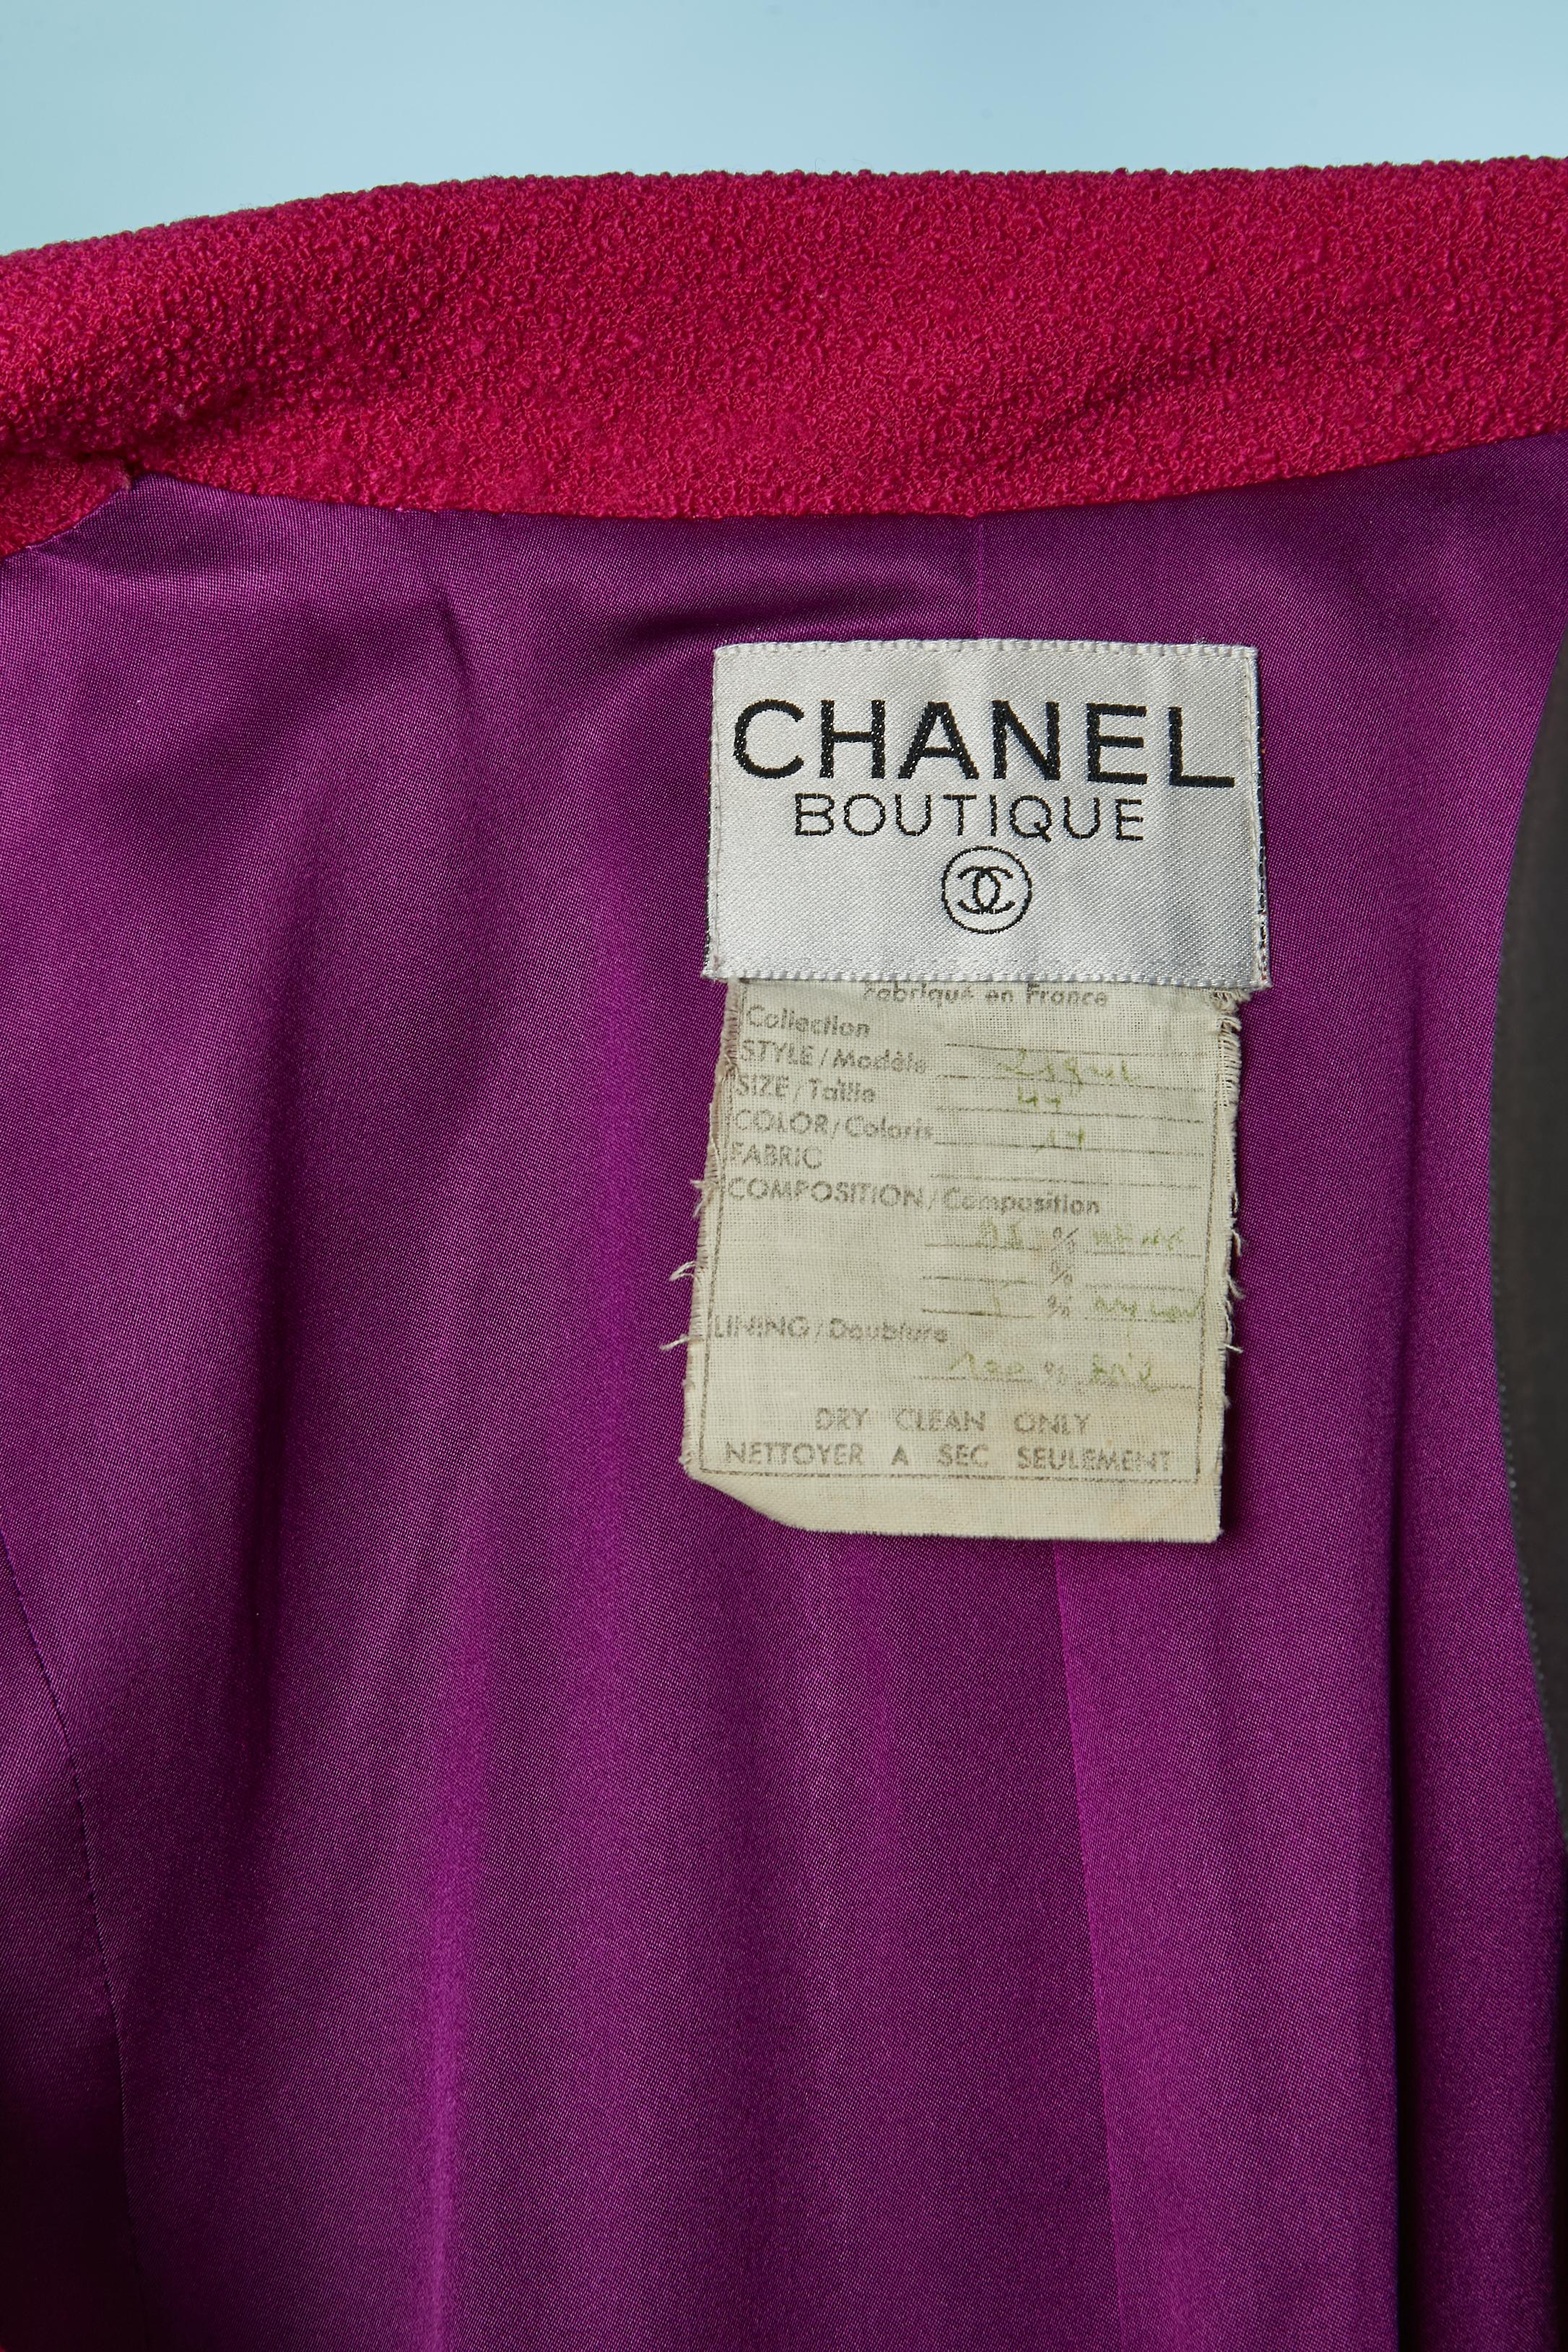 CHANEL
BOUTIQUE
Fabriqué en France
Collection
STYLE/Modèle
SIZE/Taille
COLOR/Coloris
FABRIC
COMPOSITION/Composition
%
%
%
LINING/Doublure
100 %
DRY CLEAN ONLY
NETTOYER A SEC SEULEMENT